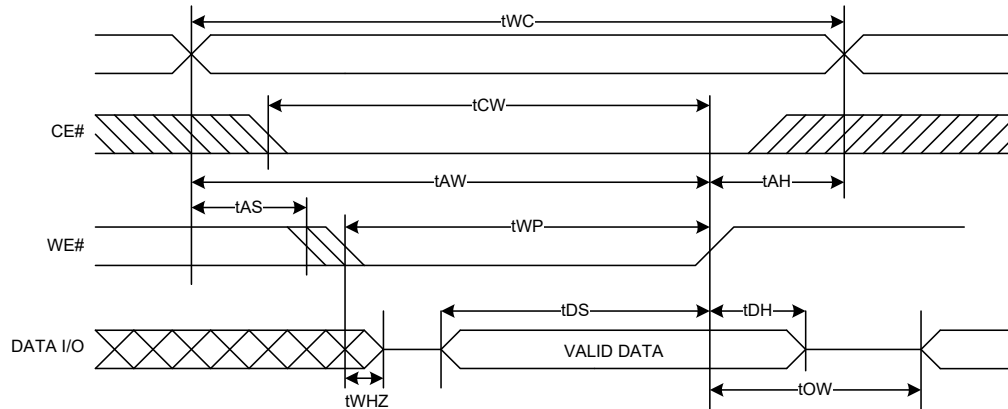 tWC
tCW
CE#
tAW
tAH
tAS
tWP
WE#
tDS
tDH
DATA I/O
VALID DATA
tWHZ
tOW